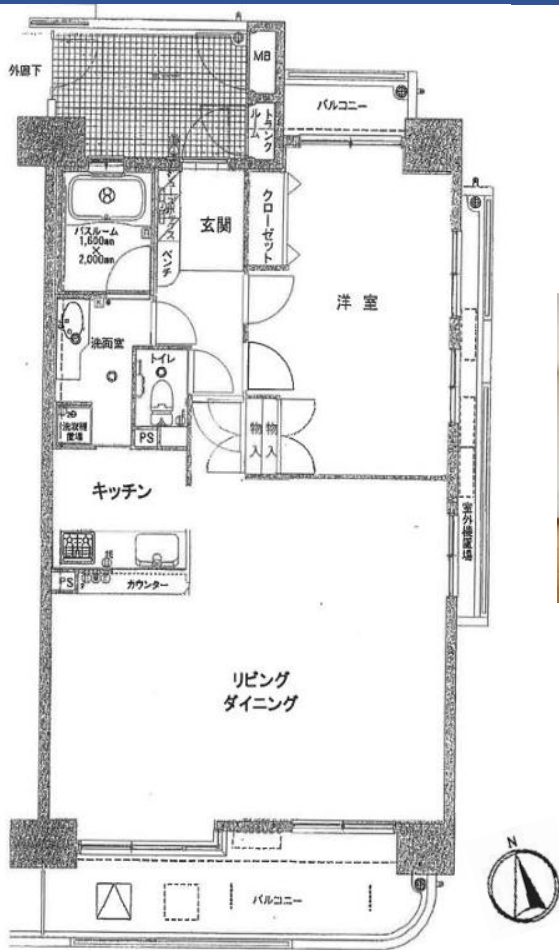 外廊下
MB
バルコニー
トランク
ルーム
シューズボックス
玄関
クローゼット
バスルーム
1,600mm
×
2,000mm
ベンチ
洋室
洗面室
トイレ
洗濯機
置場
PS
物入
物入
キッチン
室外機置場
PS
カウンター
リビング
ダイニング
N
バルコニー